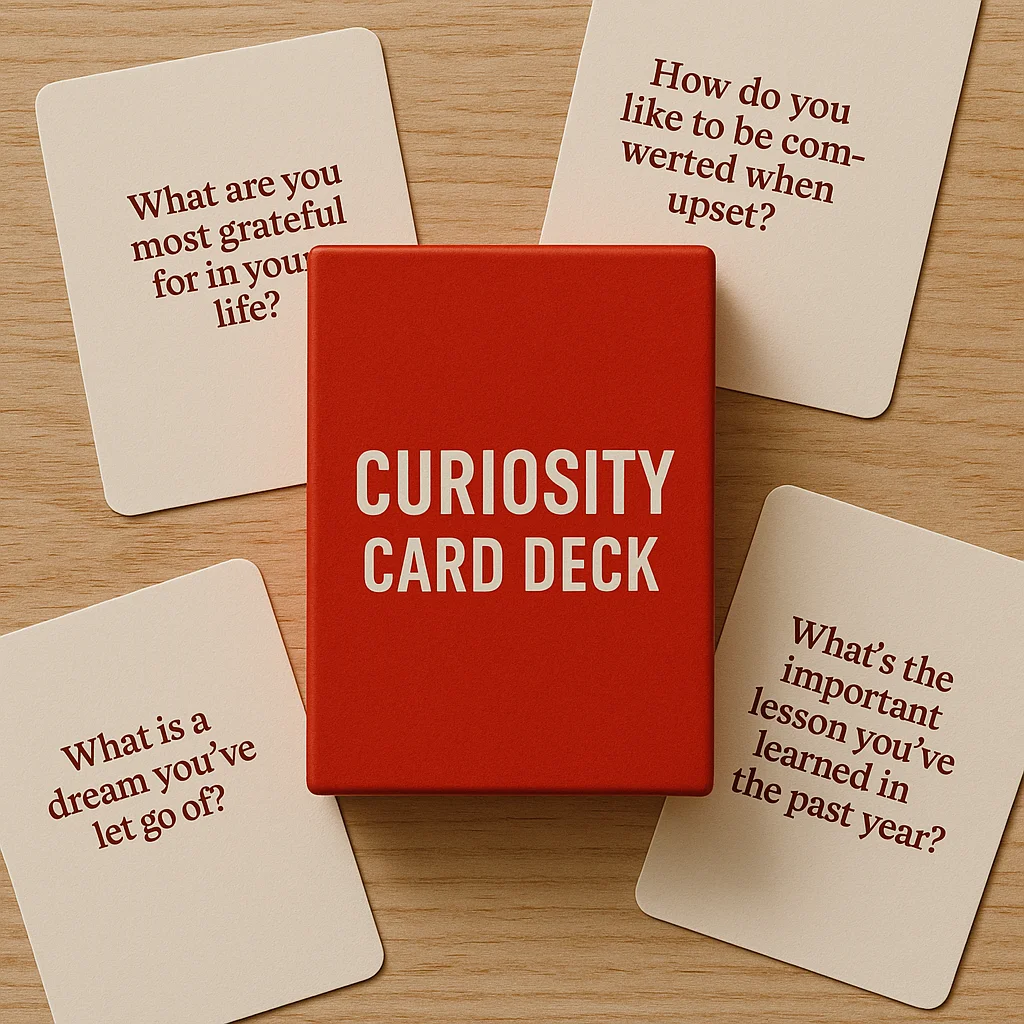 What are you
most grateful
for in your
life?
How do you
like to be com-
werted when
upset?
CURIOSITY
CARD DECK
What is a
dream you've
let go of?
What's the
important
lesson you've
learned in
the past year?